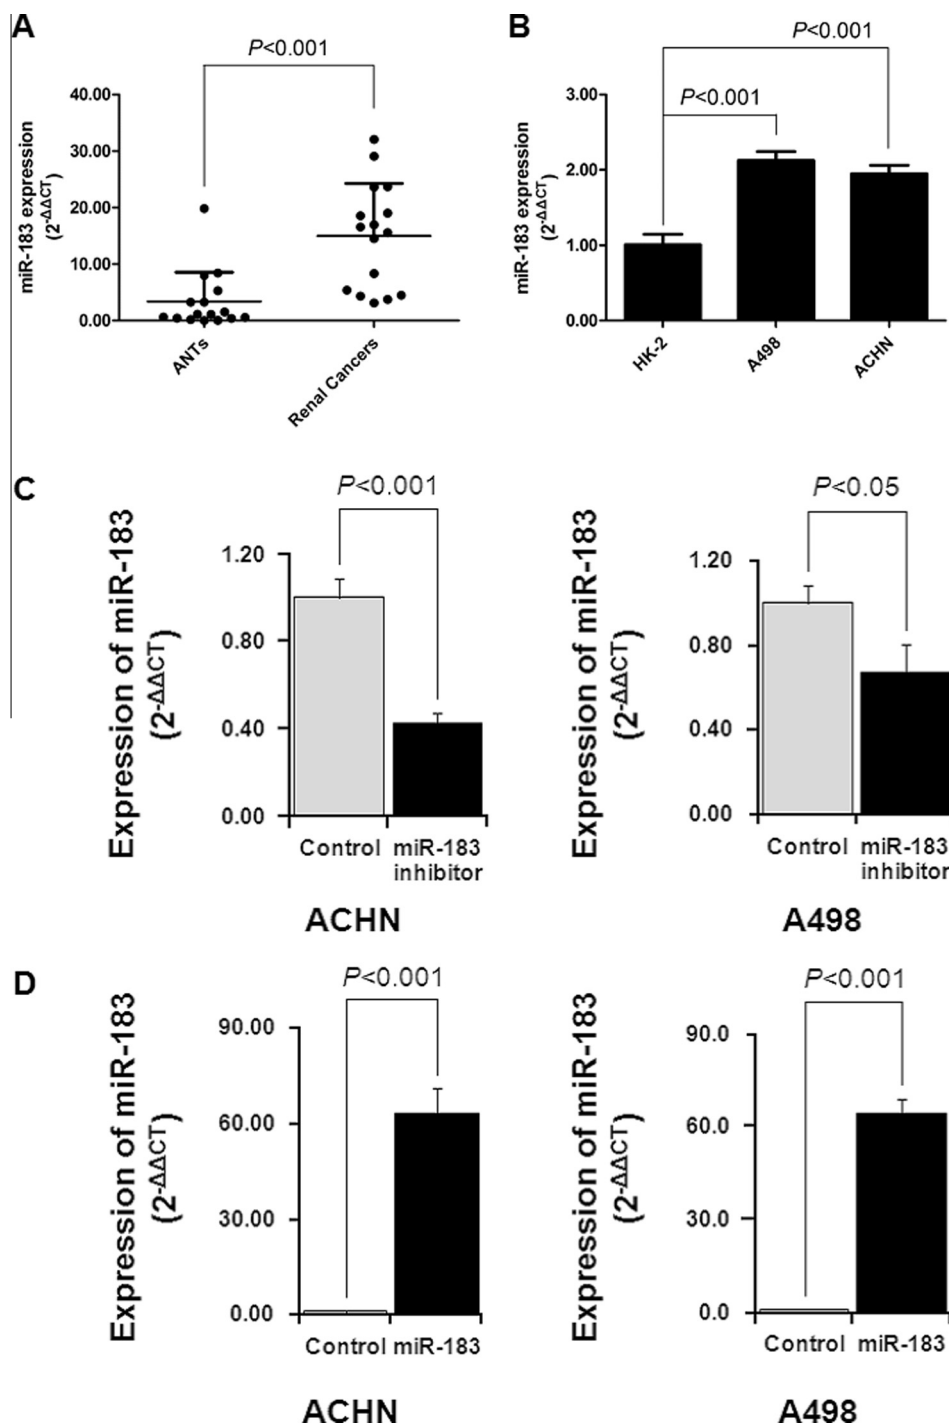 A
P<0.001
miR-183 expression
(2-ΔΔCT)
40.00
30.00
20.00
10.00
0.00
ANTs
Renal Cancers
B
P<0.001
P<0.001
miR-183 expression
(2-ΔΔCT)
3.00
2.00
1.00
0.00
HK-2
A498
ACHN
C
P<0.001
Expression of miR-183
(2-ΔΔCT)
1.20
0.80
0.40
0.00
Control
miR-183
inhibitor
ACHN
P<0.05
Expression of miR-183
(2-ΔΔCT)
1.20
0.80
0.40
0.00
Control
miR-183
inhibitor
A498
D
P<0.001
Expression of miR-183
(2-ΔΔCT)
90.00
60.00
30.00
0.00
Control miR-183
ACHN
P<0.001
Expression of miR-183
(2-ΔΔCT)
90.0
60.0
30.0
0.0
Control miR-183
A498